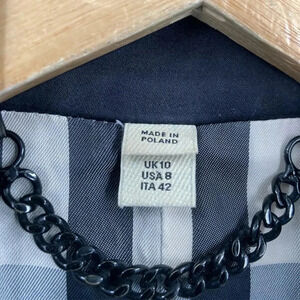 MADE IN
POLAND
UK10
USA 8
ITA 42